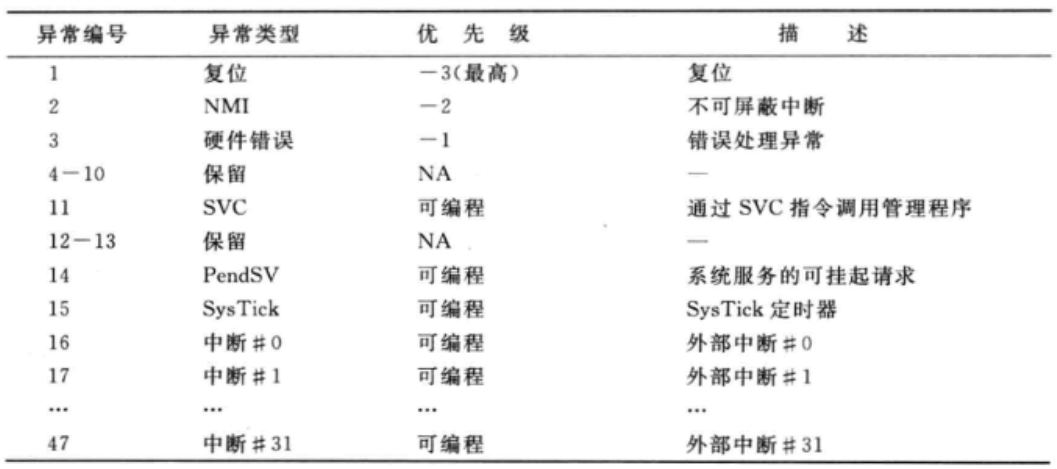 异常编号 异常类型 优 先 级 描 述
1 复位 －3(最高) 复位
2 NMI －2 不可屏蔽中断
3 硬件错误 －1 错误处理异常
4－10 保留 NA —
11 SVC 可编程 通过 SVC 指令调用管理程序
12－13 保留 NA —
14 PendSV 可编程 系统服务的可挂起请求
15 SysTick 可编程 SysTick 定时器
16 中断＃0 可编程 外部中断＃0
17 中断＃1 可编程 外部中断＃1
… … … …
47 中断＃31 可编程 外部中断＃31